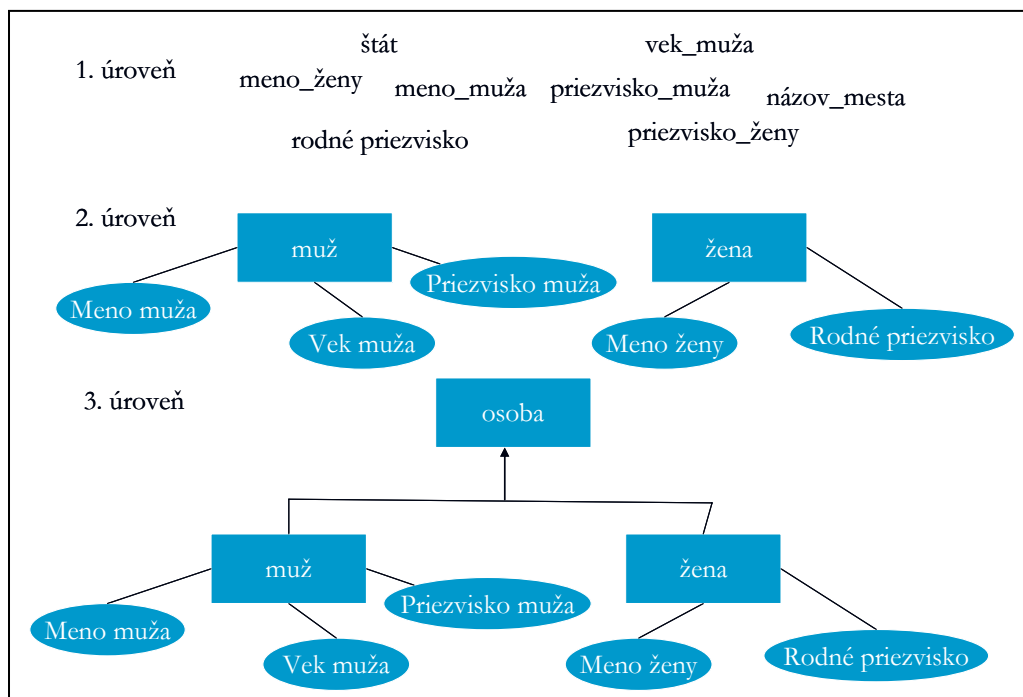 štát
vek_muža
1. úroveň
meno_ženy
meno_muža
priezvisko_muža
názov_mesta
rodné priezvisko
priezvisko_ženy
2. úroveň
muž
žena
Meno muža
Priezvisko muža
Vek muža
Meno ženy
Rodné priezvisko
3. úroveň
osoba
muž
žena
Meno muža
Priezvisko muža
Vek muža
Meno ženy
Rodné priezvisko